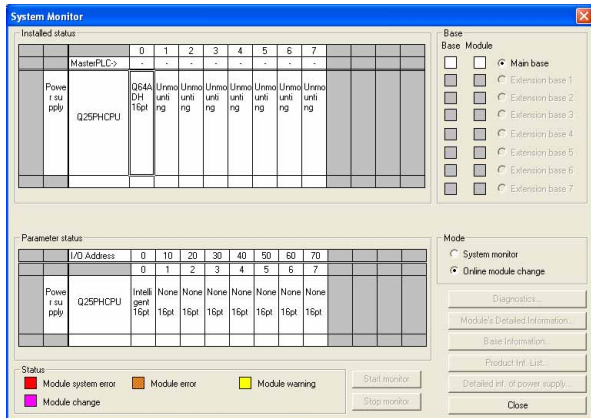 System Monitor
Installed status
0 1 2 3 4 5 6 7
MasterPLC-> - - - - - - - -
Powe
r su
pply
Q25PHCPU
Q64A
DH
16pt
Unmo
unti
ng
Unmo
unti
ng
Unmo
unti
ng
Unmo
unti
ng
Unmo
unti
ng
Unmo
unti
ng
Unmo
unti
ng
Base
Base Module
Main base
Extension base 1
Extension base 2
Extension base 3
Extension base 4
Extension base 5
Extension base 6
Extension base 7
Parameter status
I/O Address 0 10 20 30 40 50 60 70
0 1 2 3 4 5 6 7
Powe
r su
pply
Q25PHCPU
Intelli
gent
16pt
None
16pt
None
16pt
None
16pt
None
16pt
None
16pt
None
16pt
None
16pt
Mode
System monitor
Online module change
Diagnostics...
Module's Detailed Information...
Base Information...
Product Inf. List...
Detailed inf. of power supply...
Close
Status
Module system error
Module error
Module warning
Module change
Start monitor
Stop monitor